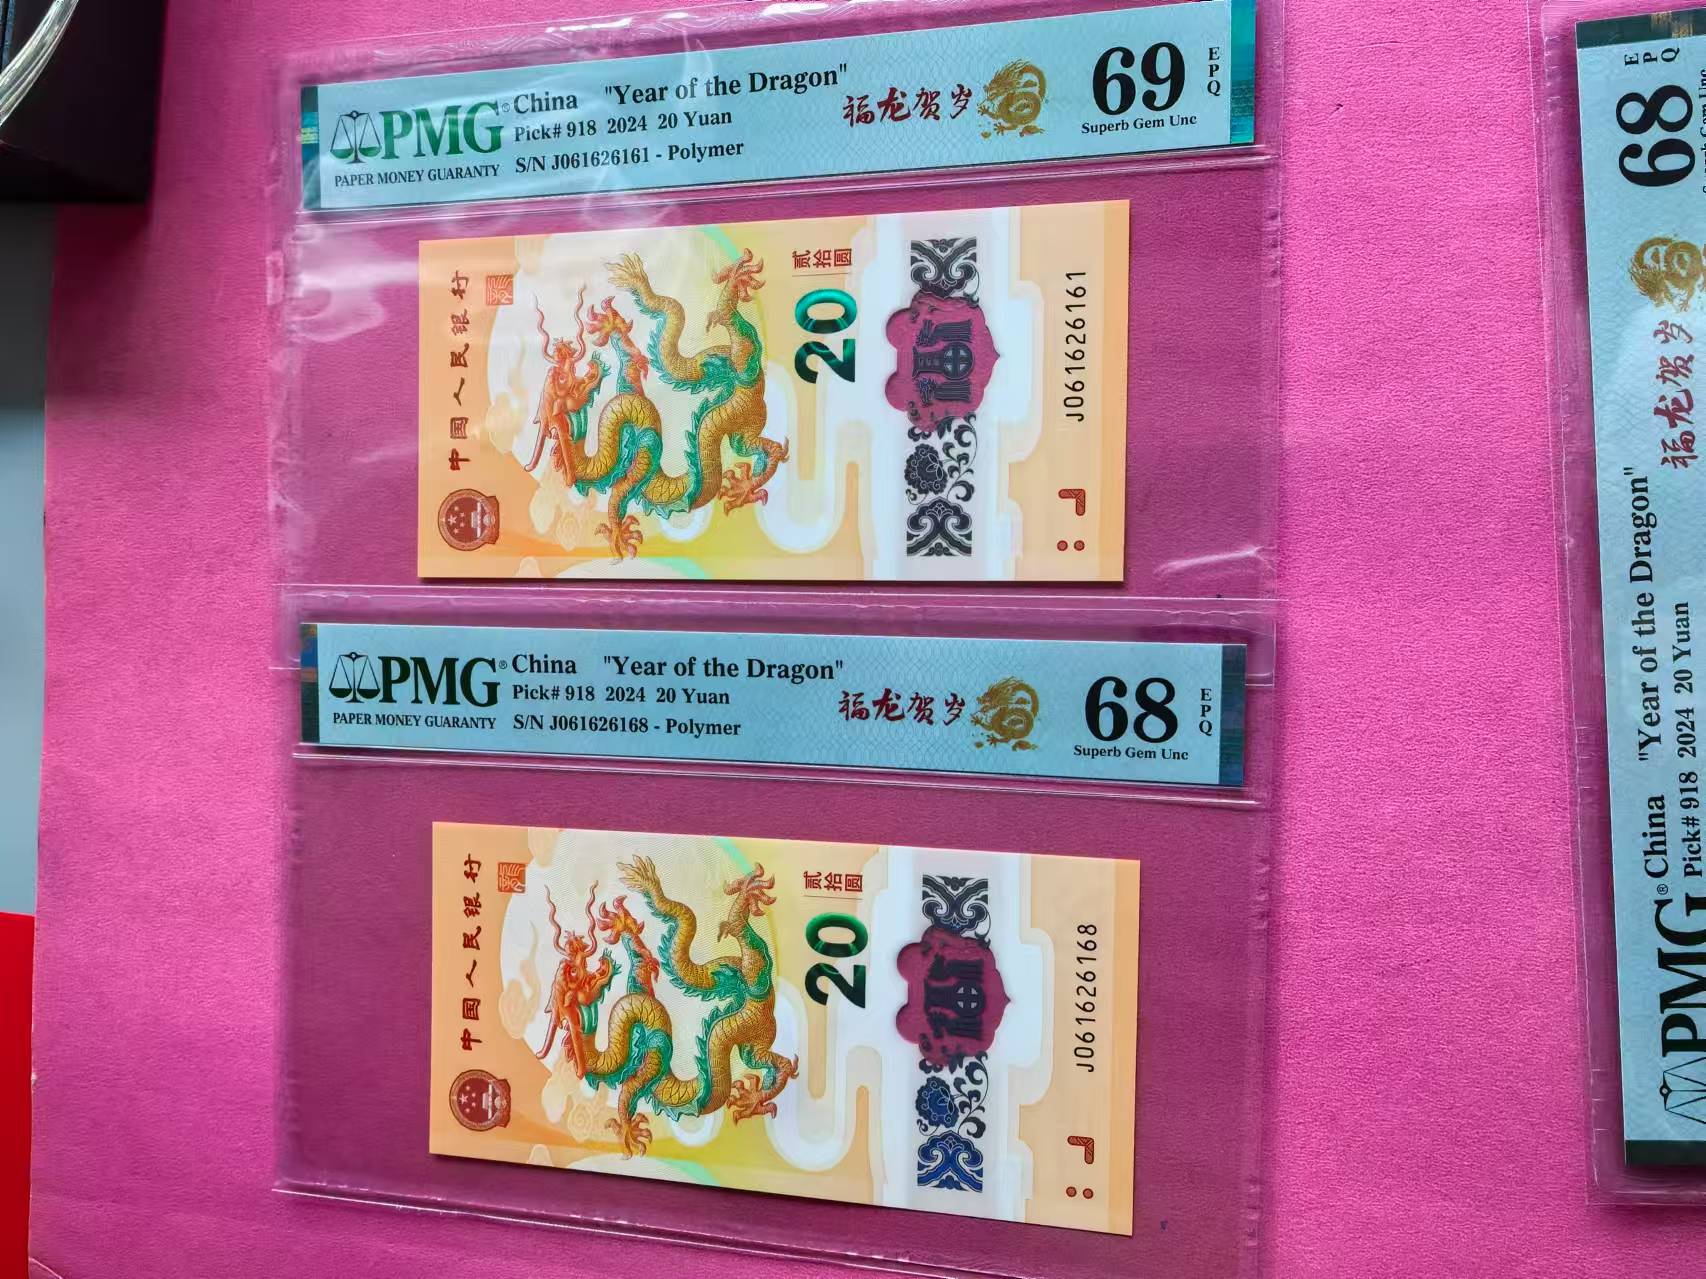 PMG®
PAPER MONEY GUARANTY
China "Year of the Dragon"
Pick# 918 2024 20 Yuan
S/N J061626161 - Polymer
福龙贺岁
69
EPQ
Superb Gem Unc
中国人民银行
贰拾圆
20
福
J061626161
PMG®
PAPER MONEY GUARANTY
China "Year of the Dragon"
Pick# 918 2024 20 Yuan
S/N J061626168 - Polymer
福龙贺岁
68
EPQ
Superb Gem Unc
中国人民银行
贰拾圆
20
福
J061626168
PMG®
China "Year of the Dragon"
Pick# 918 2024 20 Yuan
福龙贺岁
68
EPQ